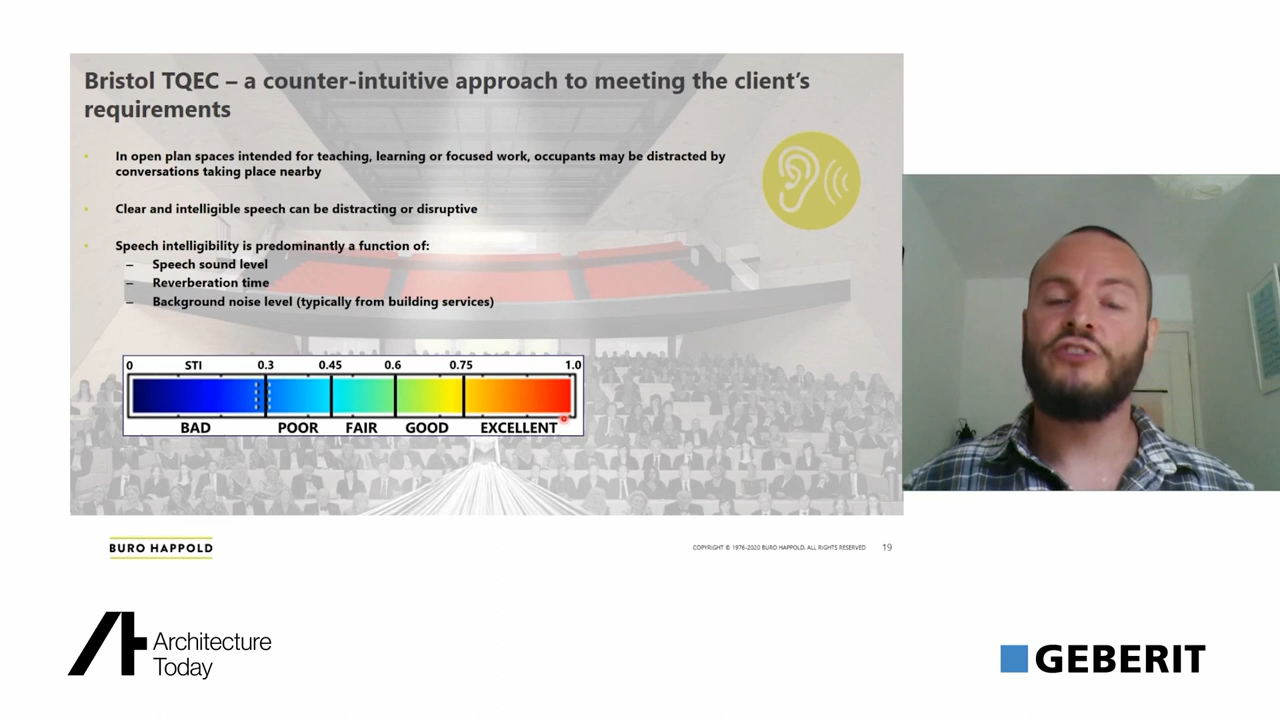 Bristol TQEC – a counter-intuitive approach to meeting the client's
requirements
In open plan spaces intended for teaching, learning or focused work, occupants may be distracted by
conversations taking place nearby
Clear and intelligible speech can be distracting or disruptive
Speech intelligibility is predominantly a function of:
– Speech sound level
– Reverberation time
– Background noise level (typically from building services)
0 STI 0.3 0.45 0.6 0.75 1.0
BAD POOR FAIR GOOD EXCELLENT
BURO HAPPOLD
COPYRIGHT © 1976-2020 BURO HAPPOLD. ALL RIGHTS RESERVED 19
Architecture
Today
GEBERIT